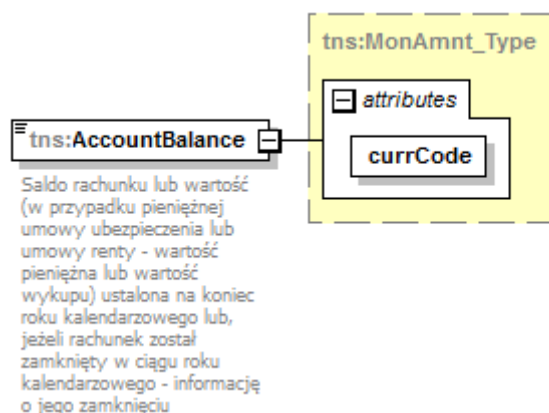 tns:MonAmnt_Type
attributes
tns:AccountBalance
currCode
Saldo rachunku lub wartość
(w przypadku pieniężnej
umowy ubezpieczenia lub
umowy renty - wartość
pieniężna lub wartość
wykupu) ustalona na koniec
roku kalendarzowego lub,
jeżeli rachunek został
zamknięty w ciągu roku
kalendarzowego - informację
o jego zamknięciu